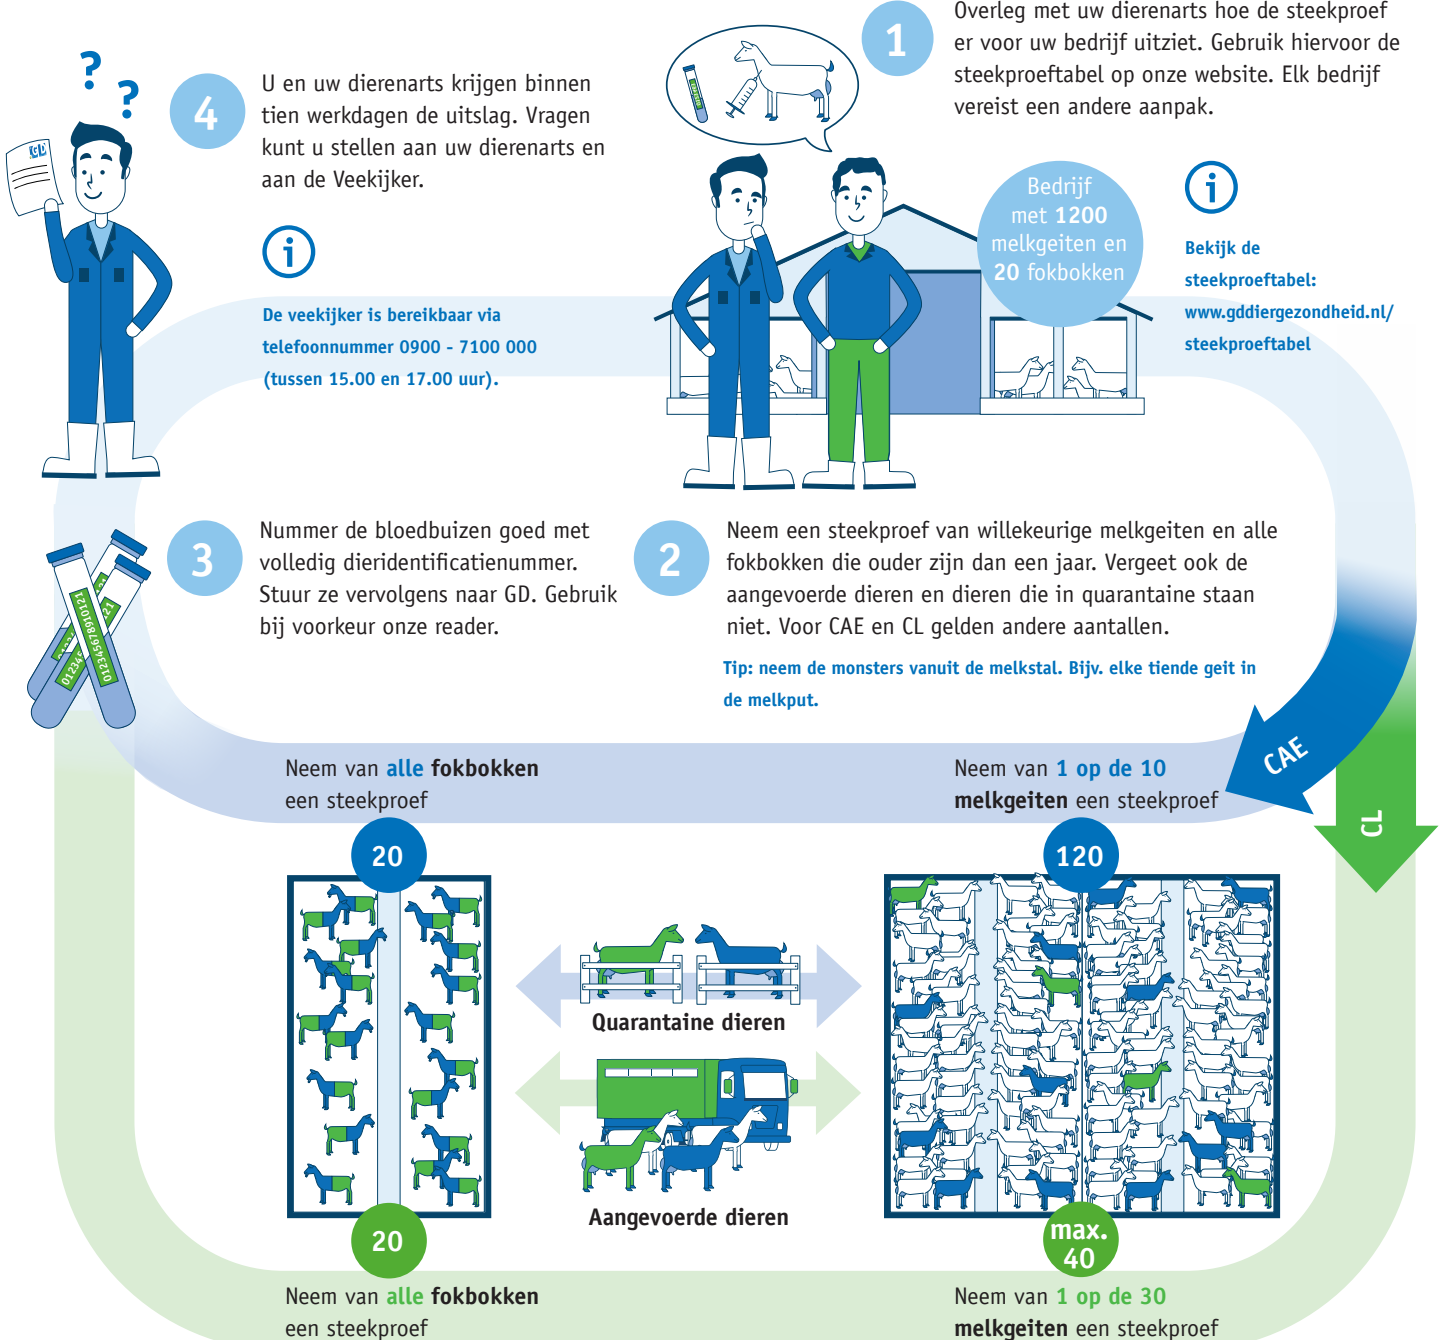 1
Overleg met uw dierenarts hoe de steekproef
er voor uw bedrijf uitziet. Gebruik hiervoor de
steekproeftabel op onze website. Elk bedrijf
vereist een andere aanpak.
Bedrijf
met 1200
melkgeiten en
20 fokbokken
i
Bekijk de
steekproeftabel:
www.gddiergezondheid.nl/
steekproeftabel
? ?
GD
4
U en uw dierenarts krijgen binnen
tien werkdagen de uitslag. Vragen
kunt u stellen aan uw dierenarts en
aan de Veekijker.
i
De veekijker is bereikbaar via
telefoonnummer 0900 - 7100 000
(tussen 15.00 en 17.00 uur).
2
Neem een steekproef van willekeurige melkgeiten en alle
fokbokken die ouder zijn dan een jaar. Vergeet ook de
aangevoerde dieren en dieren die in quarantaine staan
niet. Voor CAE en CL gelden andere aantallen.
Tip: neem de monsters vanuit de melkstal. Bijv. elke tiende geit in
de melkput.
3
Nummer de bloedbuizen goed met
volledig dieridentificatienummer.
Stuur ze vervolgens naar GD. Gebruik
bij voorkeur onze reader.
012345678910121
CAE
CL
Neem van alle fokbokken
een steekproef
20
Neem van 1 op de 10
melkgeiten een steekproef
120
Quarantaine dieren
Aangevoerde dieren
20
Neem van alle fokbokken
een steekproef
max.
40
Neem van 1 op de 30
melkgeiten een steekproef